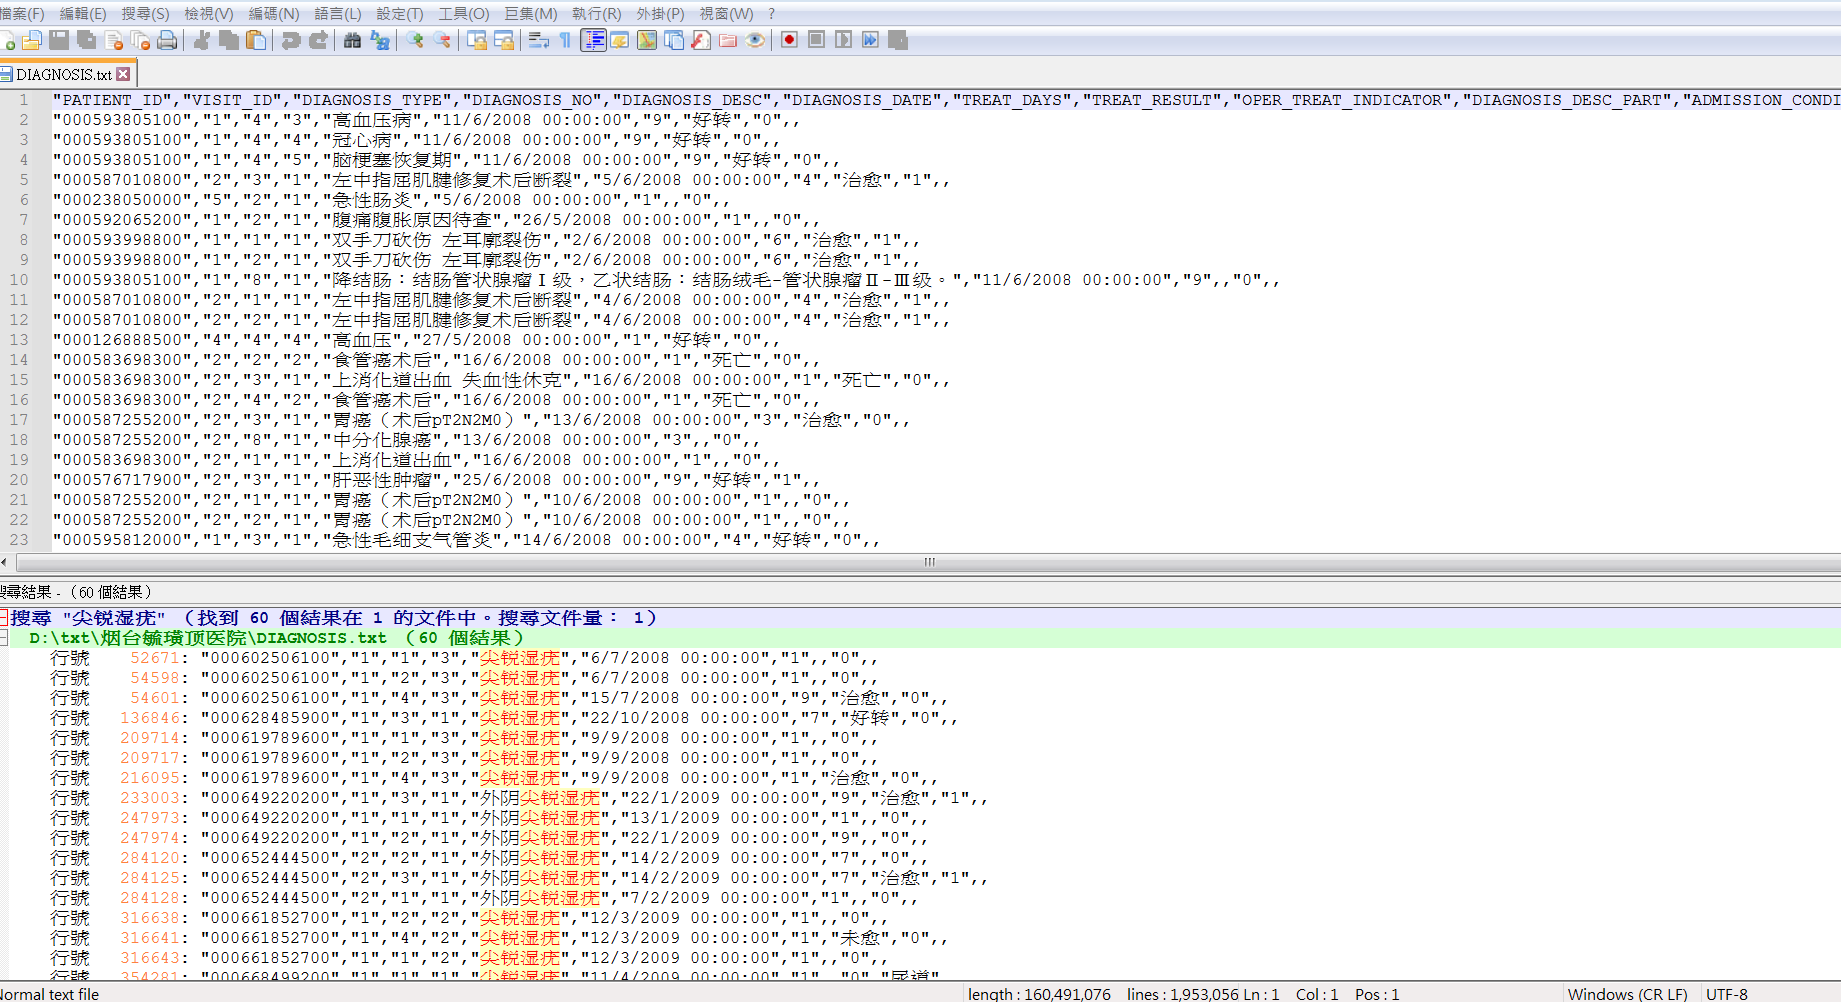 檔案(F) 編輯(E) 搜尋(S) 檢視(V) 編碼(N) 語言(L) 設定(T) 工具(O) 巨集(M) 執行(R) 外掛(P) 視窗(W) ?
DIAGNOSIS.txt
1 "PATIENT_ID","VISIT_ID","DIAGNOSIS_TYPE","DIAGNOSIS_NO","DIAGNOSIS_DESC","DIAGNOSIS_DATE","TREAT_DAYS","TREAT_RESULT","OPER_TREAT_INDICATOR","DIAGNOSIS_DESC_PART","ADMISSION_CONDI
2 "000593805100","1","4","3","高血压病","11/6/2008 00:00:00","9","好转","0",,
3 "000593805100","1","4","4","冠心病","11/6/2008 00:00:00","9","好转","0",,
4 "000593805100","1","4","5","脑梗塞恢复期","11/6/2008 00:00:00","9","好转","0",,
5 "000587010800","2","3","1","左中指屈肌腱修复术后断裂","5/6/2008 00:00:00","4","治愈","1",,
6 "000238050000","5","2","1","急性肠炎","5/6/2008 00:00:00","1",,"0",,
7 "000592065200","1","2","1","腹痛腹胀原因待查","26/5/2008 00:00:00","1",,"0",,
8 "000593998800","1","1","1","双手刀砍伤 左耳廓裂伤","2/6/2008 00:00:00","6","治愈","1",,
9 "000593998800","1","2","1","双手刀砍伤 左耳廓裂伤","2/6/2008 00:00:00","6","治愈","1",,
10 "000593805100","1","8","1","降结肠：结肠管状腺瘤Ⅰ级，乙状结肠：结肠绒毛-管状腺瘤Ⅱ-Ⅲ级。","11/6/2008 00:00:00","9",,"0",,
11 "000587010800","2","1","1","左中指屈肌腱修复术后断裂","4/6/2008 00:00:00","4","治愈","1",,
12 "000587010800","2","2","1","左中指屈肌腱修复术后断裂","4/6/2008 00:00:00","4","治愈","1",,
13 "000126888500","4","4","4","高血压","27/5/2008 00:00:00","1","好转","0",,
14 "000583698300","2","2","2","食管癌术后","16/6/2008 00:00:00","1","死亡","0",,
15 "000583698300","2","3","1","上消化道出血 失血性休克","16/6/2008 00:00:00","1","死亡","0",,
16 "000583698300","2","4","2","食管癌术后","16/6/2008 00:00:00","1","死亡","0",,
17 "000587255200","2","3","1","胃癌（术后pT2N2M0）","13/6/2008 00:00:00","3","治愈","0",,
18 "000587255200","2","8","1","中分化腺癌","13/6/2008 00:00:00","3",,"0",,
19 "000583698300","2","1","1","上消化道出血","16/6/2008 00:00:00","1",,"0",,
20 "000576717900","2","3","1","肝恶性肿瘤","25/6/2008 00:00:00","9","好转","1",,
21 "000587255200","2","1","1","胃癌（术后pT2N2M0）","10/6/2008 00:00:00","1",,"0",,
22 "000587255200","2","2","1","胃癌（术后pT2N2M0）","10/6/2008 00:00:00","1",,"0",,
23 "000595812000","1","3","1","急性毛细支气管炎","14/6/2008 00:00:00","4","好转","0",,
搜尋結果 - （60 個結果）
搜尋 "尖锐湿疣" （找到 60 個結果在 1 的文件中。搜尋文件量： 1）
D:\txt\烟台毓璜顶医院\DIAGNOSIS.txt （60 個結果）
行號 52671: "000602506100","1","1","3","尖锐湿疣","6/7/2008 00:00:00","1",,"0",,
行號 54598: "000602506100","1","2","3","尖锐湿疣","6/7/2008 00:00:00","1",,"0",,
行號 54601: "000602506100","1","4","3","尖锐湿疣","15/7/2008 00:00:00","9","治愈","0",,
行號 136846: "000628485900","1","3","1","尖锐湿疣","22/10/2008 00:00:00","7","好转","0",,
行號 209714: "000619789600","1","1","3","尖锐湿疣","9/9/2008 00:00:00","1",,"0",,
行號 209717: "000619789600","1","2","3","尖锐湿疣","9/9/2008 00:00:00","1",,"0",,
行號 216095: "000619789600","1","4","3","尖锐湿疣","9/9/2008 00:00:00","1","治愈","0",,
行號 233003: "000649220200","1","3","1","外阴尖锐湿疣","22/1/2009 00:00:00","9","治愈","1",,
行號 247973: "000649220200","1","1","1","外阴尖锐湿疣","13/1/2009 00:00:00","1",,"0",,
行號 247974: "000649220200","1","2","1","外阴尖锐湿疣","22/1/2009 00:00:00","9",,"0",,
行號 284120: "000652444500","2","2","1","外阴尖锐湿疣","14/2/2009 00:00:00","7",,"0",,
行號 284125: "000652444500","2","3","1","外阴尖锐湿疣","14/2/2009 00:00:00","7","治愈","1",,
行號 284128: "000652444500","2","1","1","外阴尖锐湿疣","7/2/2009 00:00:00","1",,"0",,
行號 316638: "000661852700","1","2","2","尖锐湿疣","12/3/2009 00:00:00","1",,"0",,
行號 316641: "000661852700","1","4","2","尖锐湿疣","12/3/2009 00:00:00","1","未愈","0",,
行號 316643: "000661852700","1","1","2","尖锐湿疣","12/3/2009 00:00:00","1",,"0",,
行號 354281: "000668499200","1","1","1","尖锐湿疣","11/4/2009 00:00:00","1",,"0","尿道"
Normal text file length : 160,491,076 lines : 1,953,056 Ln : 1 Col : 1 Pos : 1 Windows (CR LF) UTF-8